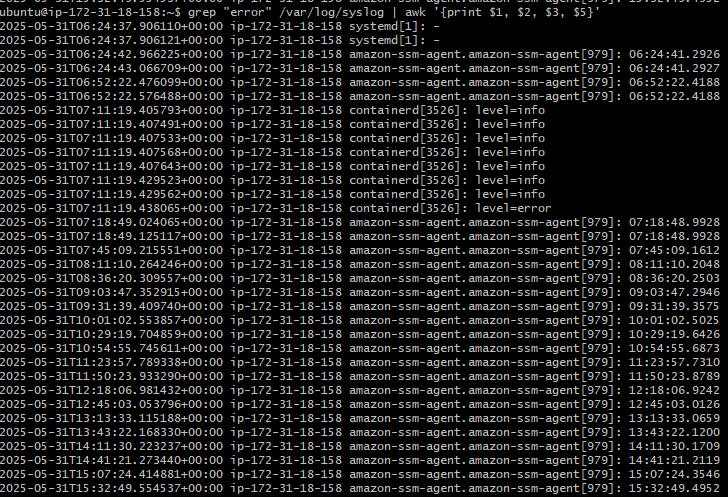 ubuntu@ip-172-31-18-158:~$ grep "error" /var/log/syslog | awk '{print $1, $2, $3, $5}'
2025-05-31T06:24:37.906110+00:00 ip-172-31-18-158 systemd[1]: -
2025-05-31T06:24:37.906121+00:00 ip-172-31-18-158 systemd[1]: -
2025-05-31T06:24:42.966225+00:00 ip-172-31-18-158 amazon-ssm-agent.amazon-ssm-agent[979]: 06:24:41.2926
2025-05-31T06:24:43.066709+00:00 ip-172-31-18-158 amazon-ssm-agent.amazon-ssm-agent[979]: 06:24:41.2927
2025-05-31T06:52:22.476099+00:00 ip-172-31-18-158 amazon-ssm-agent.amazon-ssm-agent[979]: 06:52:22.4188
2025-05-31T06:52:22.576488+00:00 ip-172-31-18-158 amazon-ssm-agent.amazon-ssm-agent[979]: 06:52:22.4188
2025-05-31T07:11:19.405793+00:00 ip-172-31-18-158 containerd[3526]: level=info
2025-05-31T07:11:19.407491+00:00 ip-172-31-18-158 containerd[3526]: level=info
2025-05-31T07:11:19.407533+00:00 ip-172-31-18-158 containerd[3526]: level=info
2025-05-31T07:11:19.407568+00:00 ip-172-31-18-158 containerd[3526]: level=info
2025-05-31T07:11:19.407643+00:00 ip-172-31-18-158 containerd[3526]: level=info
2025-05-31T07:11:19.429523+00:00 ip-172-31-18-158 containerd[3526]: level=info
2025-05-31T07:11:19.429562+00:00 ip-172-31-18-158 containerd[3526]: level=info
2025-05-31T07:11:19.438065+00:00 ip-172-31-18-158 containerd[3526]: level=error
2025-05-31T07:18:49.024065+00:00 ip-172-31-18-158 amazon-ssm-agent.amazon-ssm-agent[979]: 07:18:48.9928
2025-05-31T07:18:49.125117+00:00 ip-172-31-18-158 amazon-ssm-agent.amazon-ssm-agent[979]: 07:18:48.9928
2025-05-31T07:45:09.215551+00:00 ip-172-31-18-158 amazon-ssm-agent.amazon-ssm-agent[979]: 07:45:09.1612
2025-05-31T08:11:10.264246+00:00 ip-172-31-18-158 amazon-ssm-agent.amazon-ssm-agent[979]: 08:11:10.2048
2025-05-31T08:36:20.309557+00:00 ip-172-31-18-158 amazon-ssm-agent.amazon-ssm-agent[979]: 08:36:20.2503
2025-05-31T09:03:47.352915+00:00 ip-172-31-18-158 amazon-ssm-agent.amazon-ssm-agent[979]: 09:03:47.2946
2025-05-31T09:31:39.409740+00:00 ip-172-31-18-158 amazon-ssm-agent.amazon-ssm-agent[979]: 09:31:39.3575
2025-05-31T10:01:02.553857+00:00 ip-172-31-18-158 amazon-ssm-agent.amazon-ssm-agent[979]: 10:01:02.5025
2025-05-31T10:29:19.704859+00:00 ip-172-31-18-158 amazon-ssm-agent.amazon-ssm-agent[979]: 10:29:19.6426
2025-05-31T10:54:55.745611+00:00 ip-172-31-18-158 amazon-ssm-agent.amazon-ssm-agent[979]: 10:54:55.6873
2025-05-31T11:23:57.789338+00:00 ip-172-31-18-158 amazon-ssm-agent.amazon-ssm-agent[979]: 11:23:57.7310
2025-05-31T11:50:23.933290+00:00 ip-172-31-18-158 amazon-ssm-agent.amazon-ssm-agent[979]: 11:50:23.8789
2025-05-31T12:18:06.981432+00:00 ip-172-31-18-158 amazon-ssm-agent.amazon-ssm-agent[979]: 12:18:06.9242
2025-05-31T12:45:03.053796+00:00 ip-172-31-18-158 amazon-ssm-agent.amazon-ssm-agent[979]: 12:45:03.0126
2025-05-31T13:13:33.115188+00:00 ip-172-31-18-158 amazon-ssm-agent.amazon-ssm-agent[979]: 13:13:33.0659
2025-05-31T13:43:22.168330+00:00 ip-172-31-18-158 amazon-ssm-agent.amazon-ssm-agent[979]: 13:43:22.1200
2025-05-31T14:11:30.223237+00:00 ip-172-31-18-158 amazon-ssm-agent.amazon-ssm-agent[979]: 14:11:30.1709
2025-05-31T14:41:21.273440+00:00 ip-172-31-18-158 amazon-ssm-agent.amazon-ssm-agent[979]: 14:41:21.2119
2025-05-31T15:07:24.414881+00:00 ip-172-31-18-158 amazon-ssm-agent.amazon-ssm-agent[979]: 15:07:24.3546
2025-05-31T15:32:49.554537+00:00 ip-172-31-18-158 amazon-ssm-agent.amazon-ssm-agent[979]: 15:32:49.4952